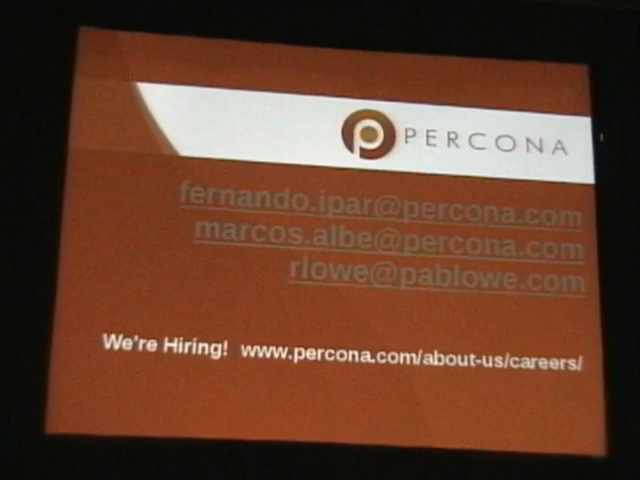 PERCONA
fernando.ipar@percona.com
marcos.albe@percona.com
rlowe@pablowe.com
We're Hiring! www.percona.com/about-us/careers/